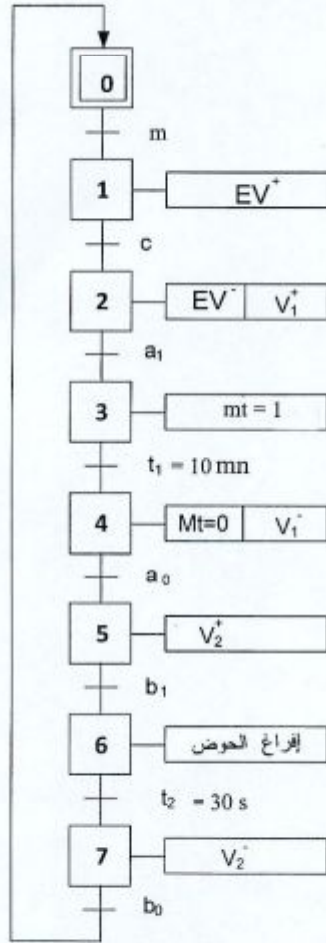 0
m
1 EV⁺
c
2 EV⁻ V₁⁺
a₁
3 mt = 1
t₁ = 10 mn
4 Mt=0 V₁⁻
a₀
5 V₂⁺
b₁
6 إفراغ الحوض
t₂ = 30 s
7 V₂⁻
b₀